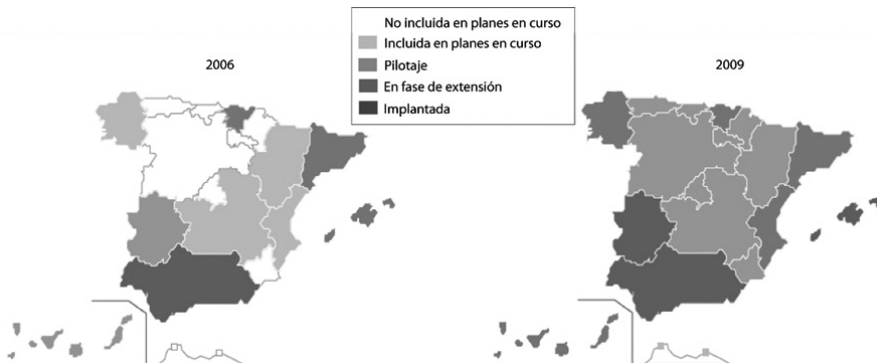 No incluida en planes en curso
Incluida en planes en curso
Pilotaje
En fase de extensión
Implantada
2006
2009